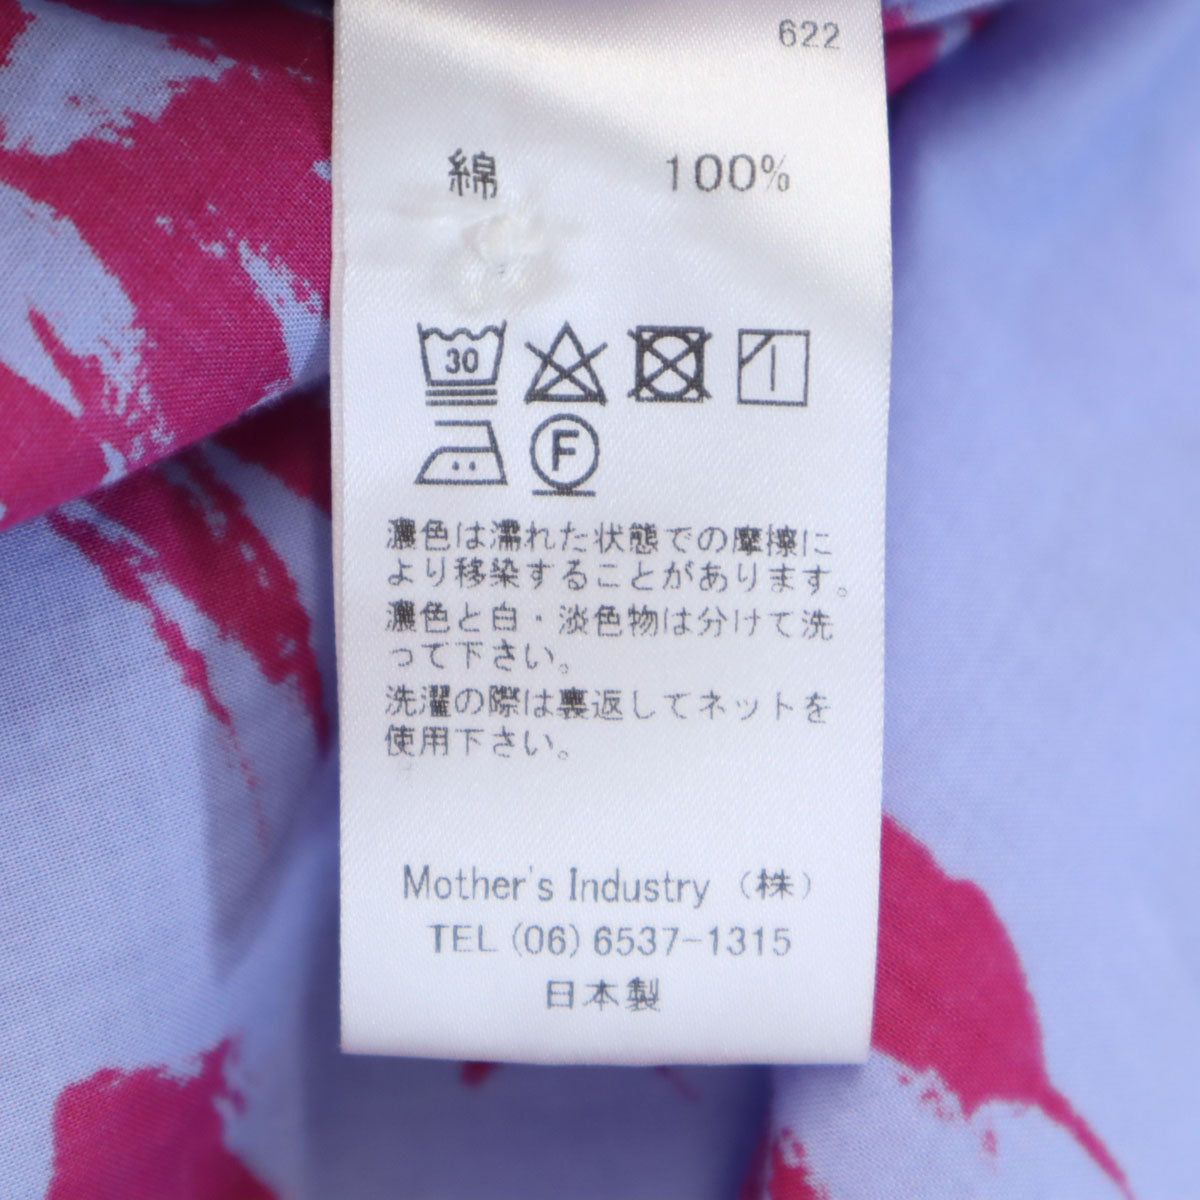 622
綿 100%
30
F
濃色は濡れた状態での摩擦に
より移染することがあります。
濃色と白・淡色物は分けて洗
って下さい。
洗濯の際は裏返してネットを
使用下さい。
Mother's Industry (株)
TEL (06) 6537-1315
日本製